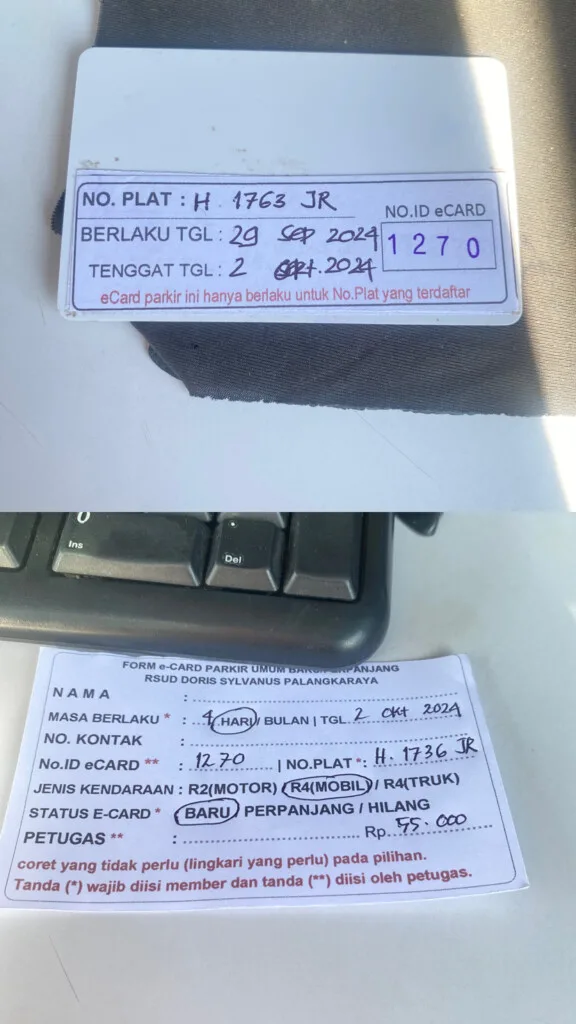 NO. PLAT : H 1763 JR
NO.ID eCARD
BERLAKU TGL : 29 SEP 2024
1270
TENGGAT TGL : 2 okt. 2024
eCard parkir ini hanya berlaku untuk No.Plat yang terdaftar
0
Ins
.
Del
FORM e-CARD PARKIR UMUM BARU/PERPANJANG
RSUD DORIS SYLVANUS PALANGKARAYA
NAMA :
MASA BERLAKU * : 4 HARI / BULAN | TGL. 2 okt 2024
NO. KONTAK :
No.ID eCARD ** : 1270 | NO.PLAT *: H. 1736 JR
JENIS KENDARAAN : R2(MOTOR) / R4(MOBIL) / R4(TRUK)
STATUS E-CARD * : BARU / PERPANJANG / HILANG
PETUGAS ** : Rp. 55.000
coret yang tidak perlu (lingkari yang perlu) pada pilihan.
Tanda (*) wajib diisi member dan tanda (**) diisi oleh petugas.